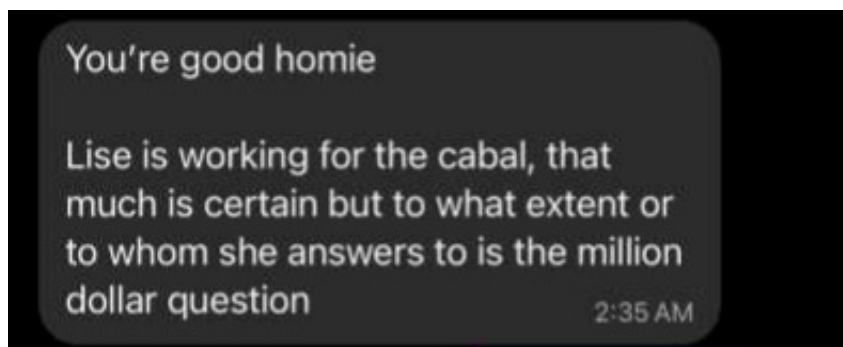 You're good homie
Lise is working for the cabal, that
much is certain but to what extent or
to whom she answers to is the million
dollar question
2:35 AM